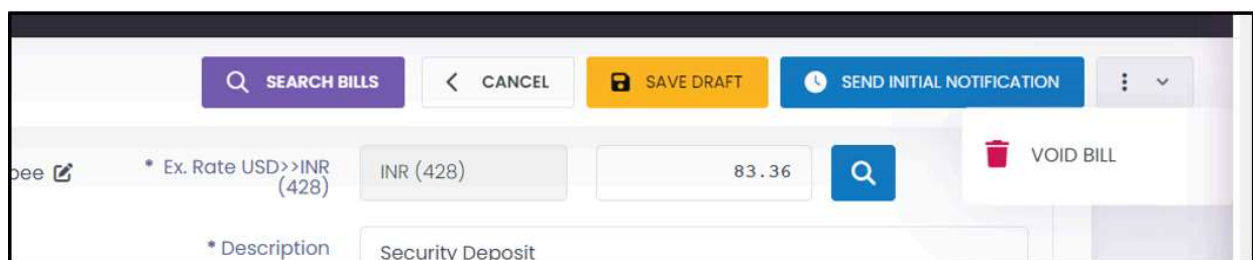 SEARCH BILLS CANCEL SAVE DRAFT SEND INITIAL NOTIFICATION
VOID BILL
* Ex. Rate USD>>INR (428)
INR (428) 83.36
* Description Security Deposit